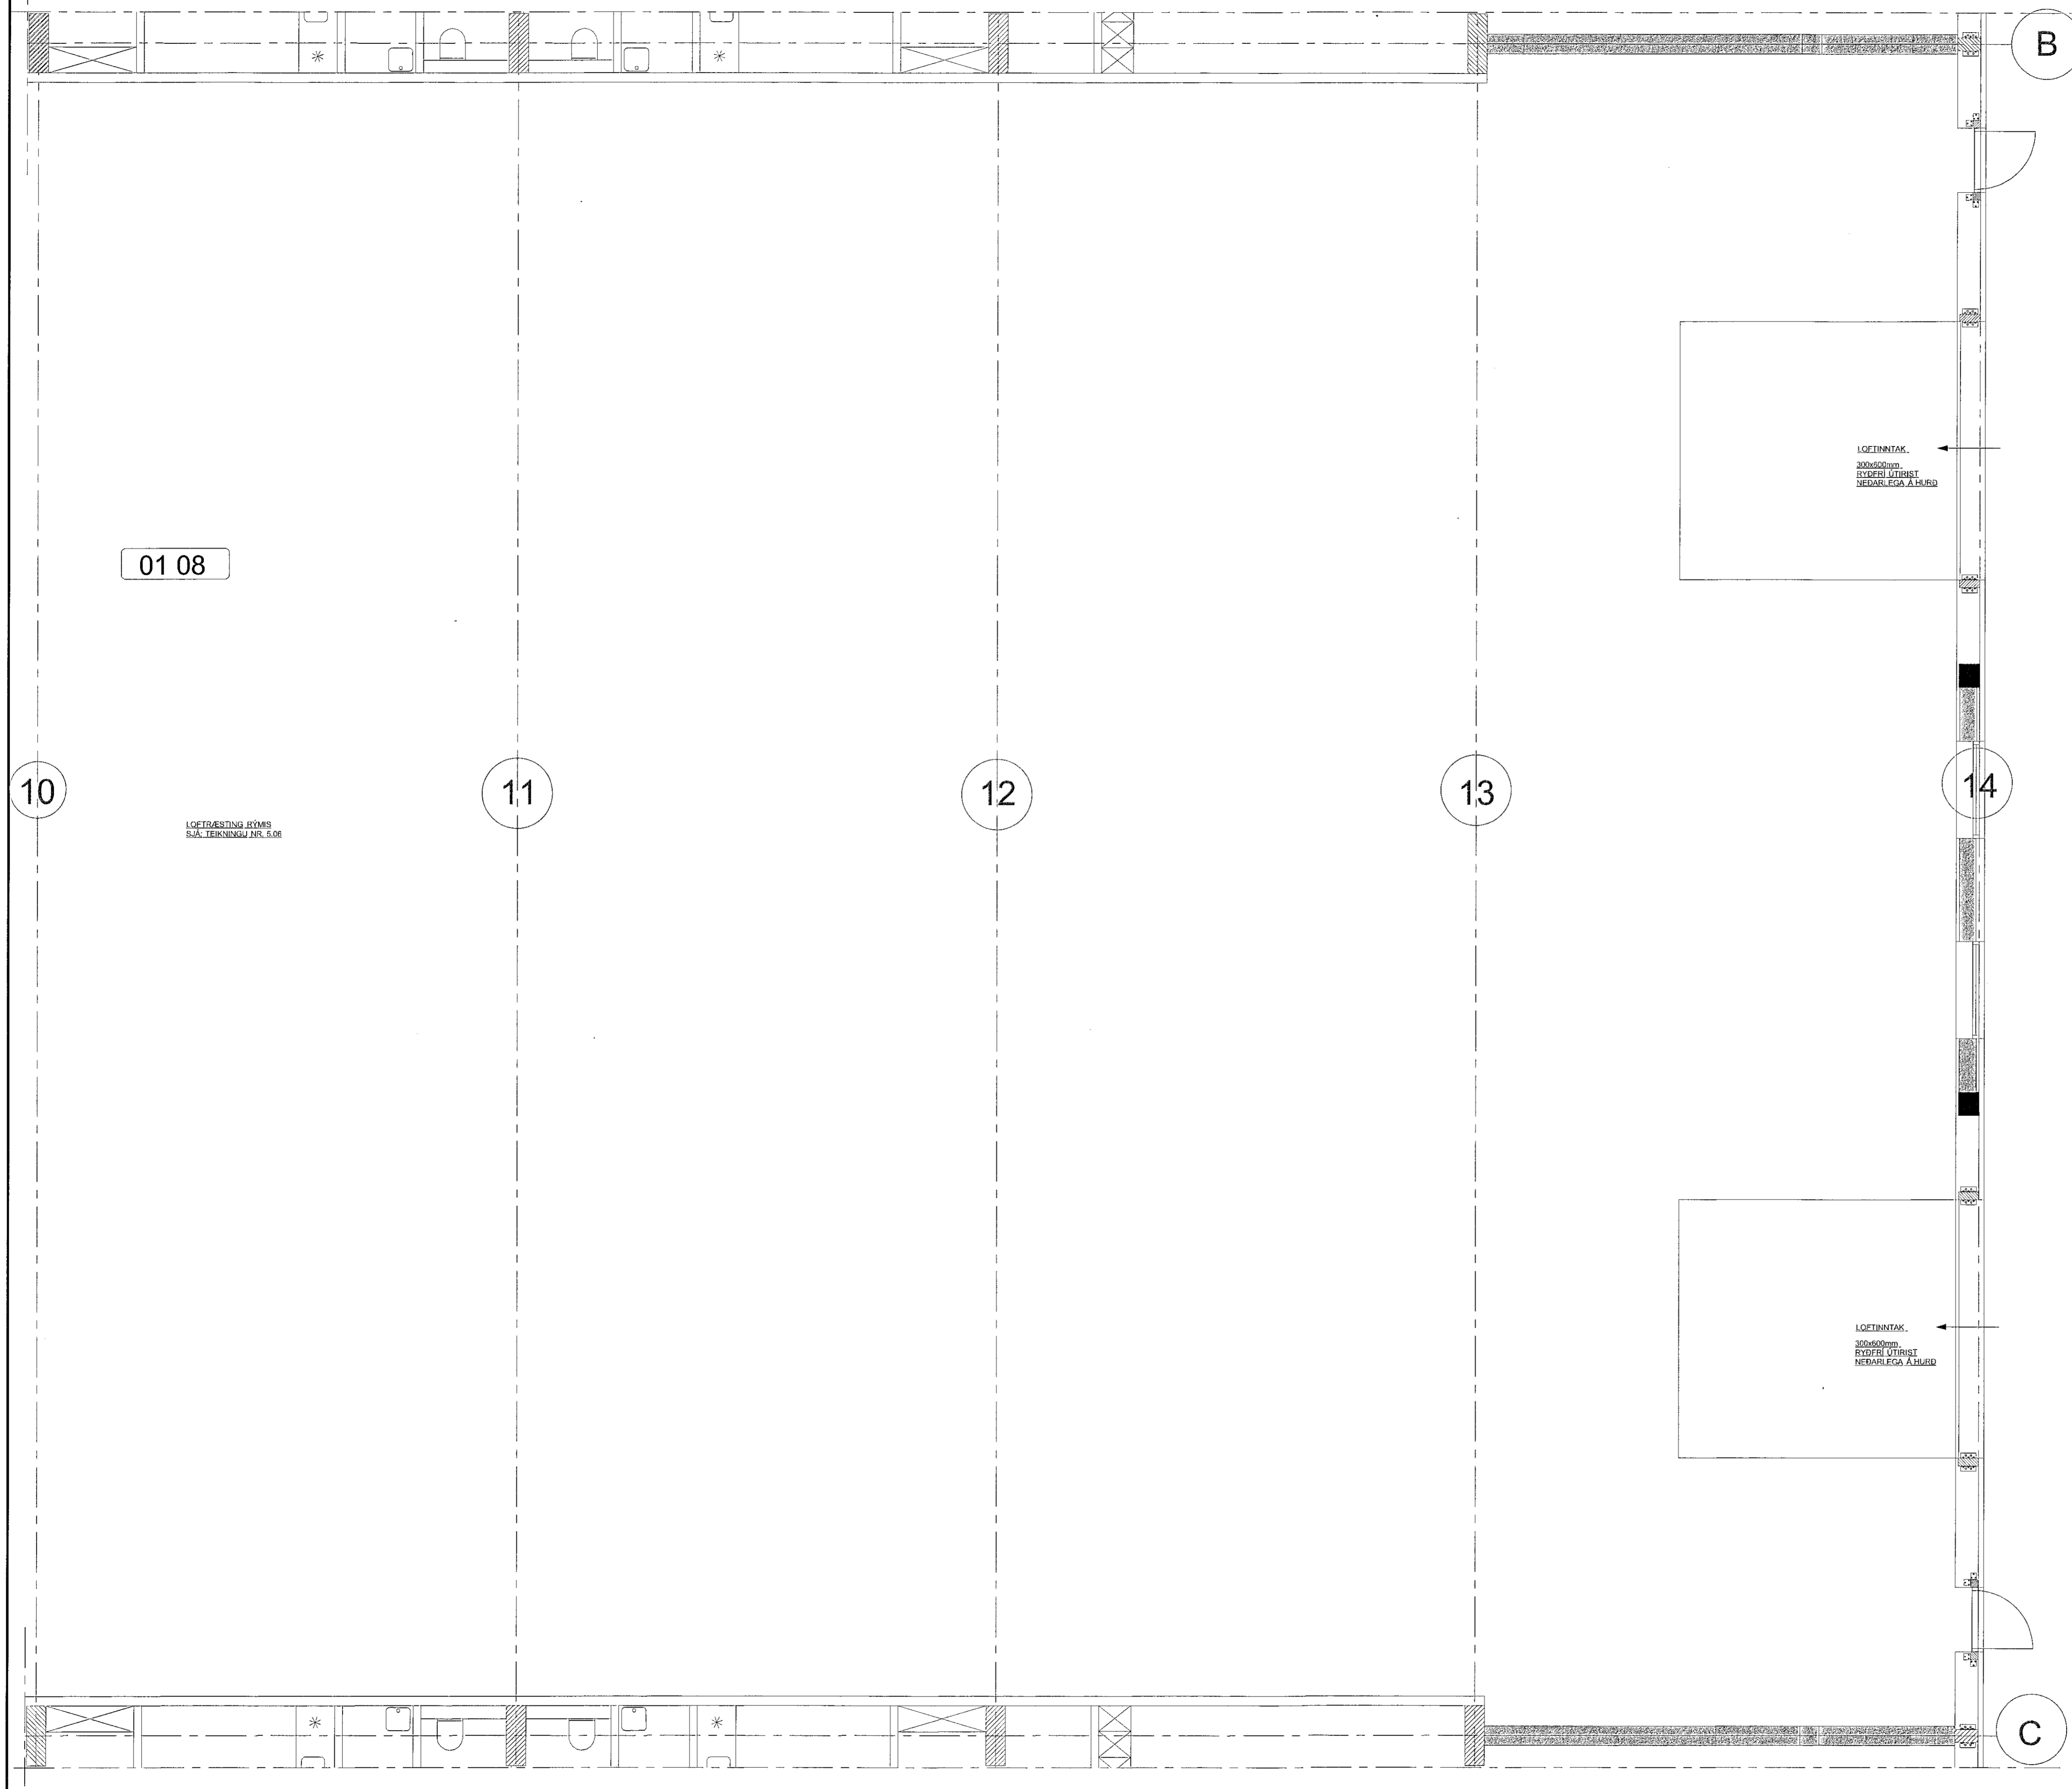 B
LOFTINNTAK
300x600mm
RYÐFRÍ ÚTIRIST
NEÐARLEGA Á HURÐ
01 08
10
11
12
13
14
LOFTRÆSTING RÝMIS
SJÁ: TEIKNINGU NR. 5.06
LOFTINNTAK
300x600mm
RYÐFRÍ ÚTIRIST
NEÐARLEGA Á HURÐ
C